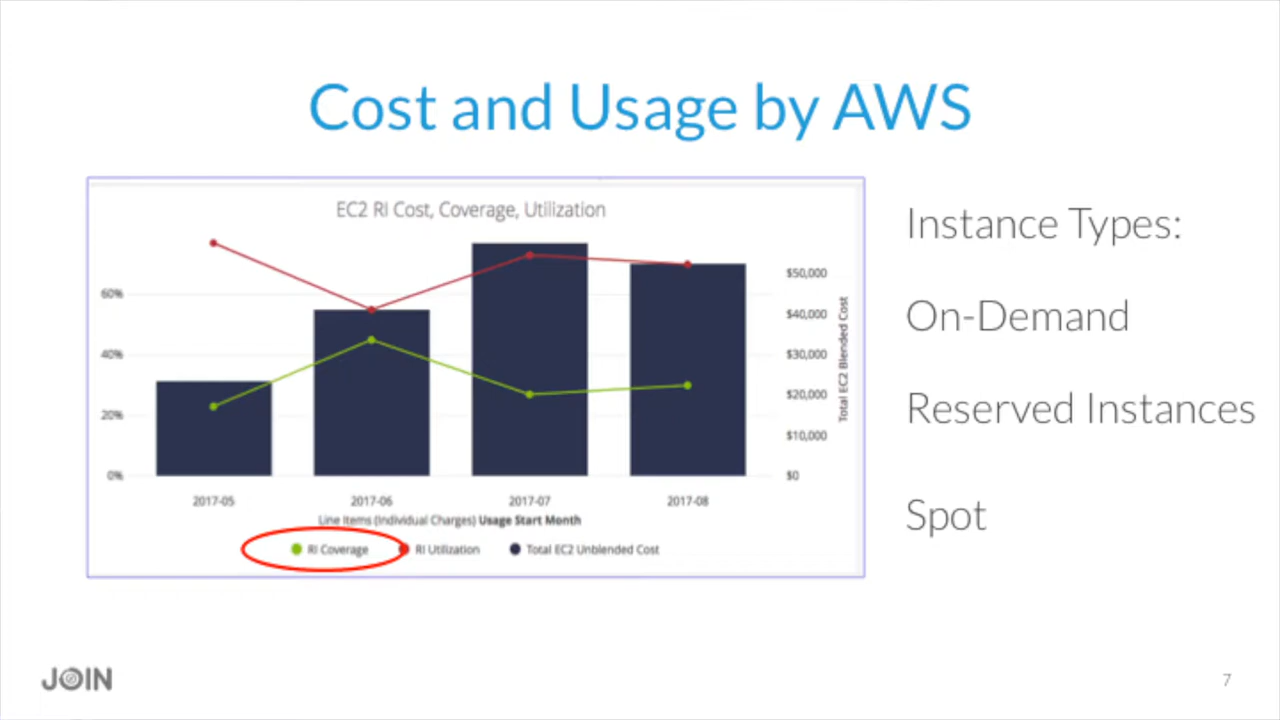 Cost and Usage by AWS
EC2 RI Cost, Coverage, Utilization
60%
40%
20%
0%
$50,000
$40,000
$30,000
$20,000
$10,000
$0
Total EC2 Blended Cost
2017-05 2017-06 2017-07 2017-08
Line Items (Individual Charges) Usage Start Month
RI Coverage RI Utilization Total EC2 Unblended Cost
Instance Types:
On-Demand
Reserved Instances
Spot
JOIN
7